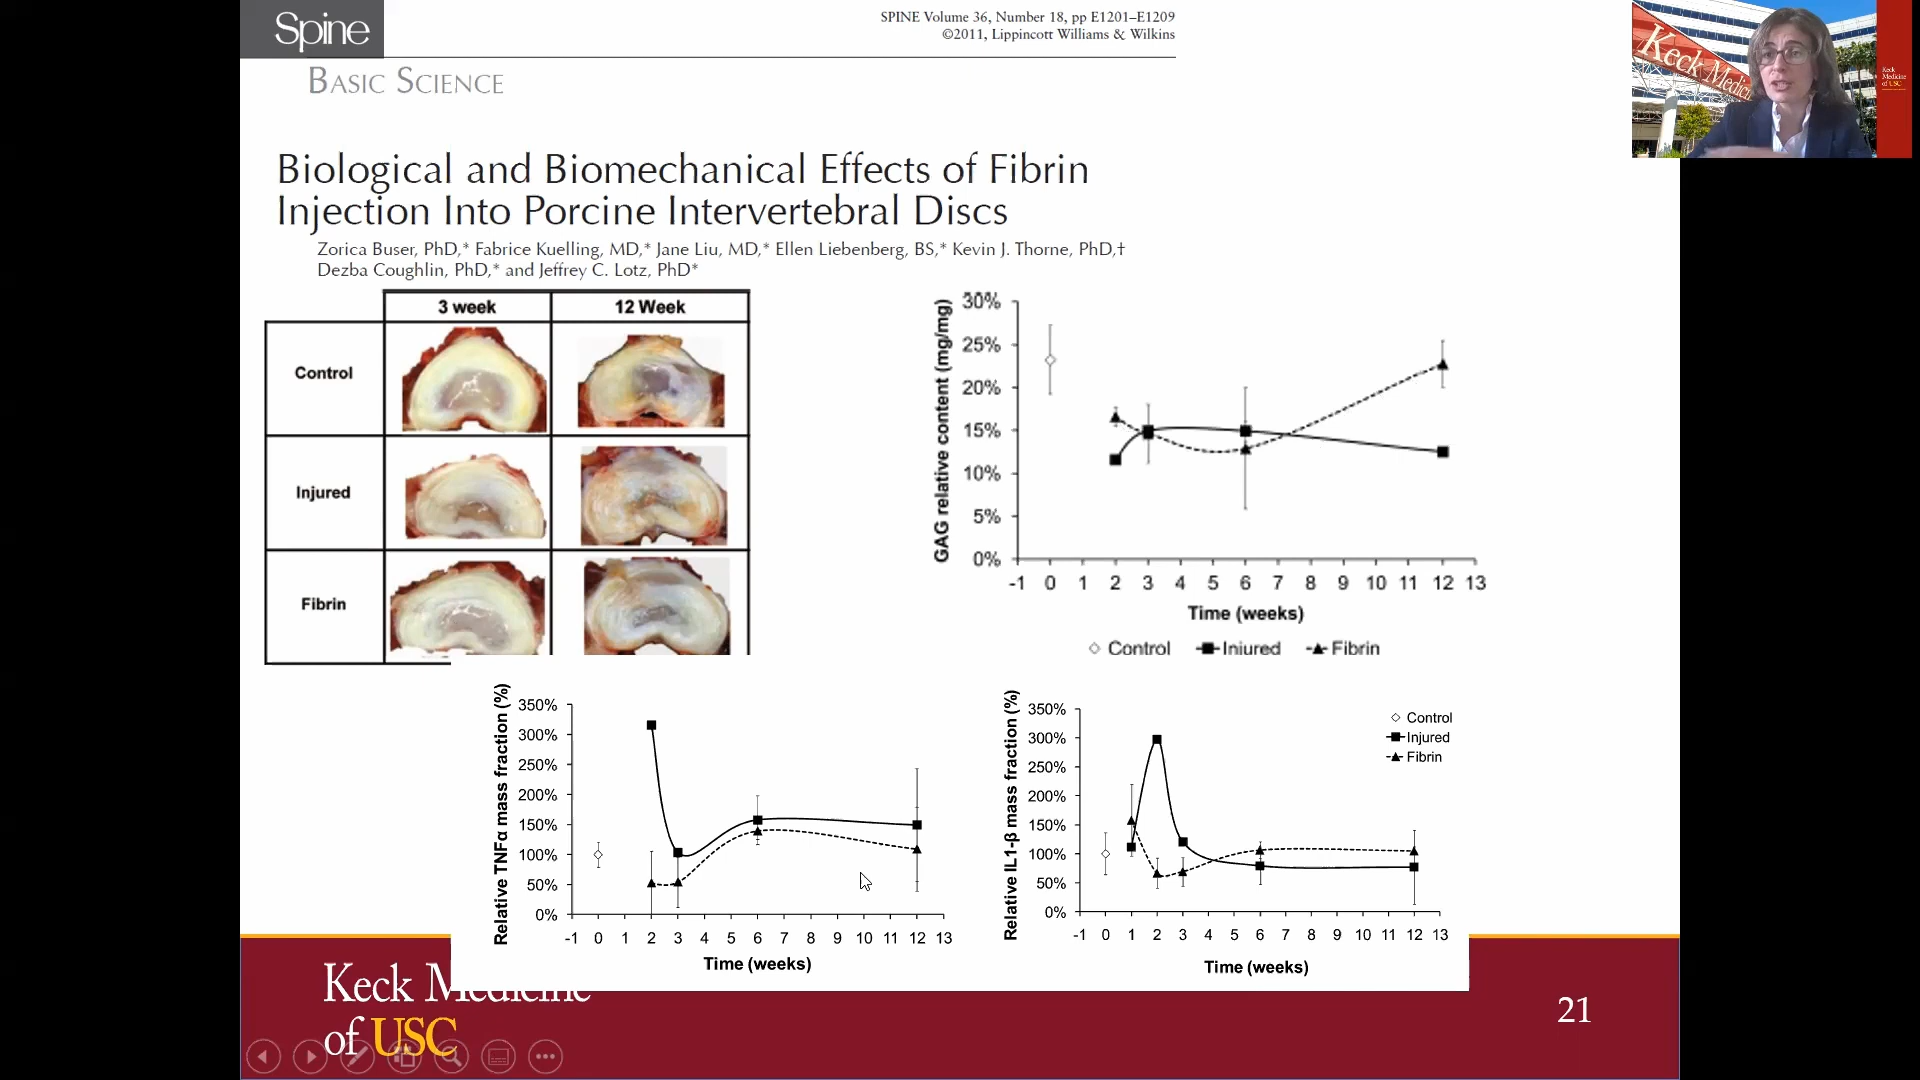 Spine
SPINE Volume 36, Number 18, pp E1201–E1209
©2011, Lippincott Williams & Wilkins
BASIC SCIENCE
Biological and Biomechanical Effects of Fibrin
Injection Into Porcine Intervertebral Discs
Zorica Buser, PhD,* Fabrice Kuelling, MD,* Jane Liu, MD,* Ellen Liebenberg, BS,* Kevin J. Thorne, PhD,†
Dezba Coughlin, PhD,* and Jeffrey C. Lotz, PhD*
3 week 12 Week
Control
Injured
Fibrin
GAG relative content (mg/mg)
30%
25%
20%
15%
10%
5%
0%
-1 0 1 2 3 4 5 6 7 8 9 10 11 12 13
Time (weeks)
Control Injured Fibrin
Relative TNFα mass fraction (%)
350%
300%
250%
200%
150%
100%
50%
0%
-1 0 1 2 3 4 5 6 7 8 9 10 11 12 13
Time (weeks)
Relative IL1-β mass fraction (%)
350%
300%
250%
200%
150%
100%
50%
0%
-1 0 1 2 3 4 5 6 7 8 9 10 11 12 13
Time (weeks)
Control
Injured
Fibrin
Keck Medicine
of USC
21
Keck Medici
Keck
Medicine
of USC